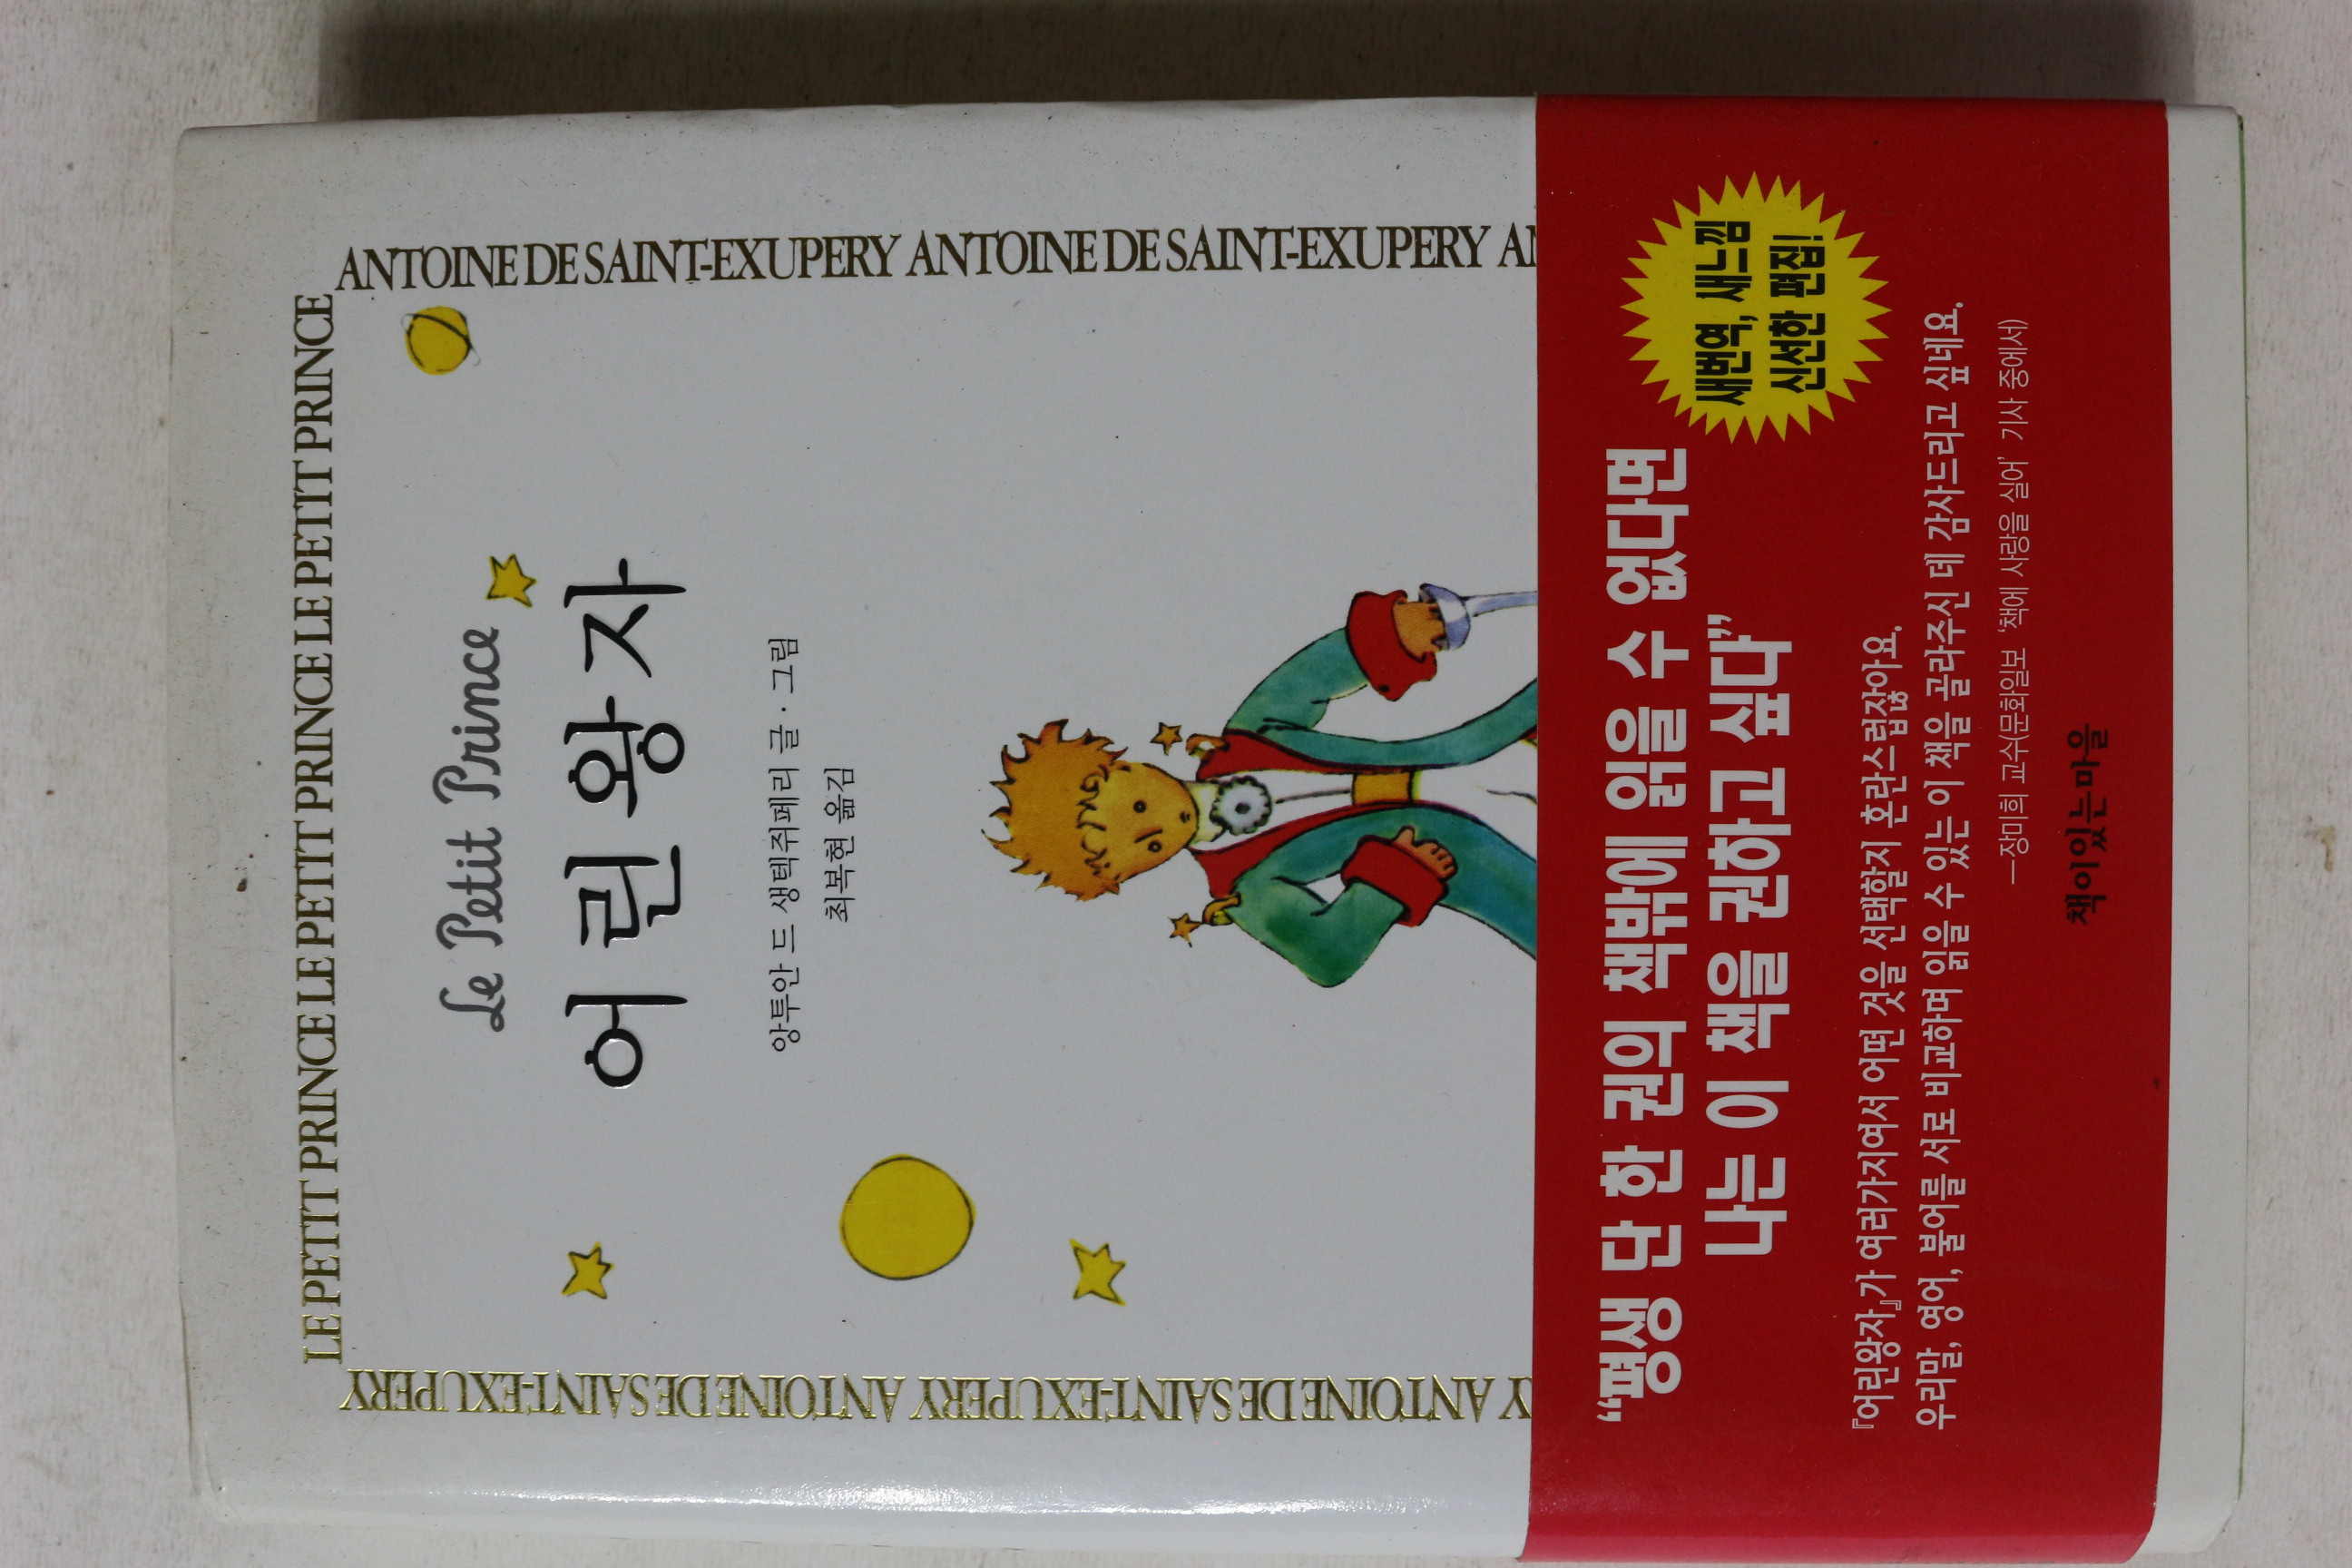 LE PETIT PRINCE LE PETIT PRINCE LE PETIT PRINCE LE PETIT PRINCE
ANTOINE DE SAINT-EXUPERY ANTOINE DE SAINT-EXUPERY AN
Y ANTOINE DE SAINT-EXUPERY ANTOINE DE SAINT-EXUPERY
Le Petit Prince
어린왕자
앙투안 드 생텍쥐페리 글·그림
최복현 옮김
새번역, 새느낌
신선한 편집!
“평생 단 한 권의 책밖에 읽을 수 없다면
나는 이 책을 권하고 싶다”
『어린왕자』가 여러가지여서 어떤 것을 선택할지 혼란스럽잖아요.
우리말, 영어, 불어를 서로 비교하며 읽을 수 있는 이 책을 골라주신 데 감사드리고 싶네요.
—장미희 교수(문화일보 ‘책에 사랑을 실어’ 기사 중에서)
책이있는마을